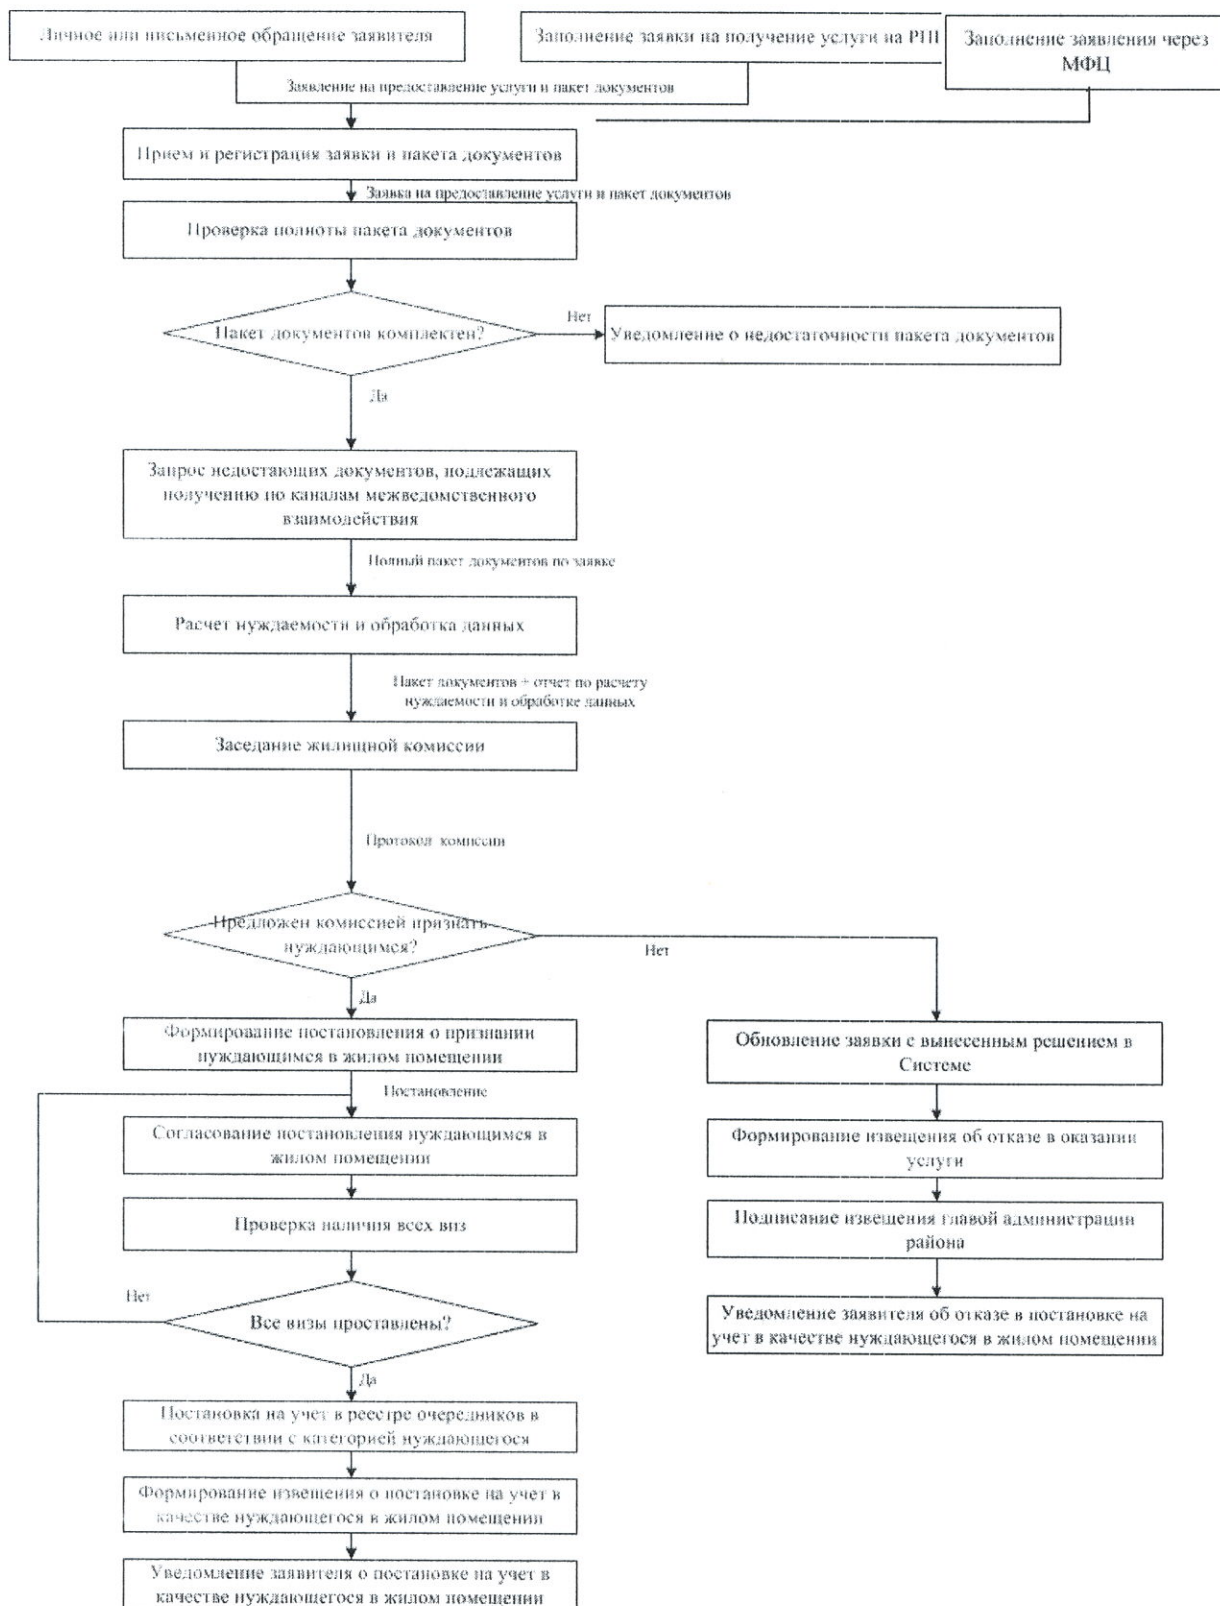 Личное или письменное обращение заявителя
Заполнение заявки на получение услуги на РПГ
Заполнение заявления через
МФЦ
Заявление на предоставление услуги и пакет документов
Прием и регистрация заявки и пакета документов
Заявка на предоставление услуги и пакет документов
Проверка полноты пакета документов
Пакет документов комплектен?
Нет
Уведомление о недостаточности пакета документов
Да
Запрос недостающих документов, подлежащих
получению по каналам межведомственного
взаимодействия
Полный пакет документов по заявке
Расчет нуждаемости и обработка данных
Пакет документов + отчет по расчету
нуждаемости и обработке данных
Заседание жилищной комиссии
Протокол комиссии
Предложен комиссией признать
нуждающимся?
Нет
Да
Формирование постановления о признании
нуждающимся в жилом помещении
Обновление заявки с вынесенным решением в
Системе
Постановление
Согласование постановления нуждающимся в
жилом помещении
Формирование извещения об отказе в оказании
услуги
Проверка наличия всех виз
Подписание извещения главой администрации
района
Нет
Все визы проставлены?
Уведомление заявителя об отказе в постановке на
учет в качестве нуждающегося в жилом помещении
Да
Постановка на учет в реестре очередников в
соответствии с категорией нуждающегося
Формирование извещения о постановке на учет в
качестве нуждающегося в жилом помещении
Уведомление заявителя о постановке на учет в
качестве нуждающегося в жилом помещении